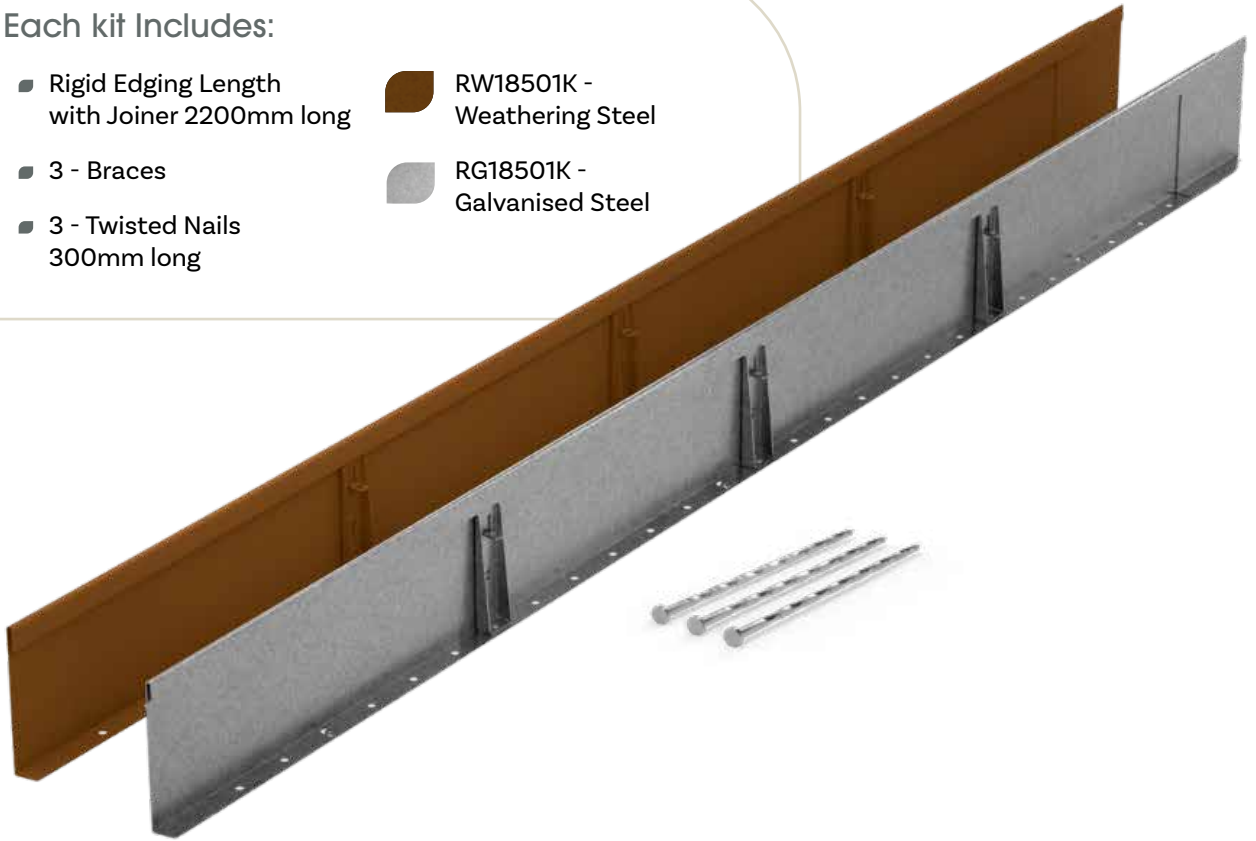 Each kit Includes:
Rigid Edging Length
with Joiner 2200mm long
3 - Braces
3 - Twisted Nails
300mm long
RW18501K -
Weathering Steel
RG18501K -
Galvanised Steel